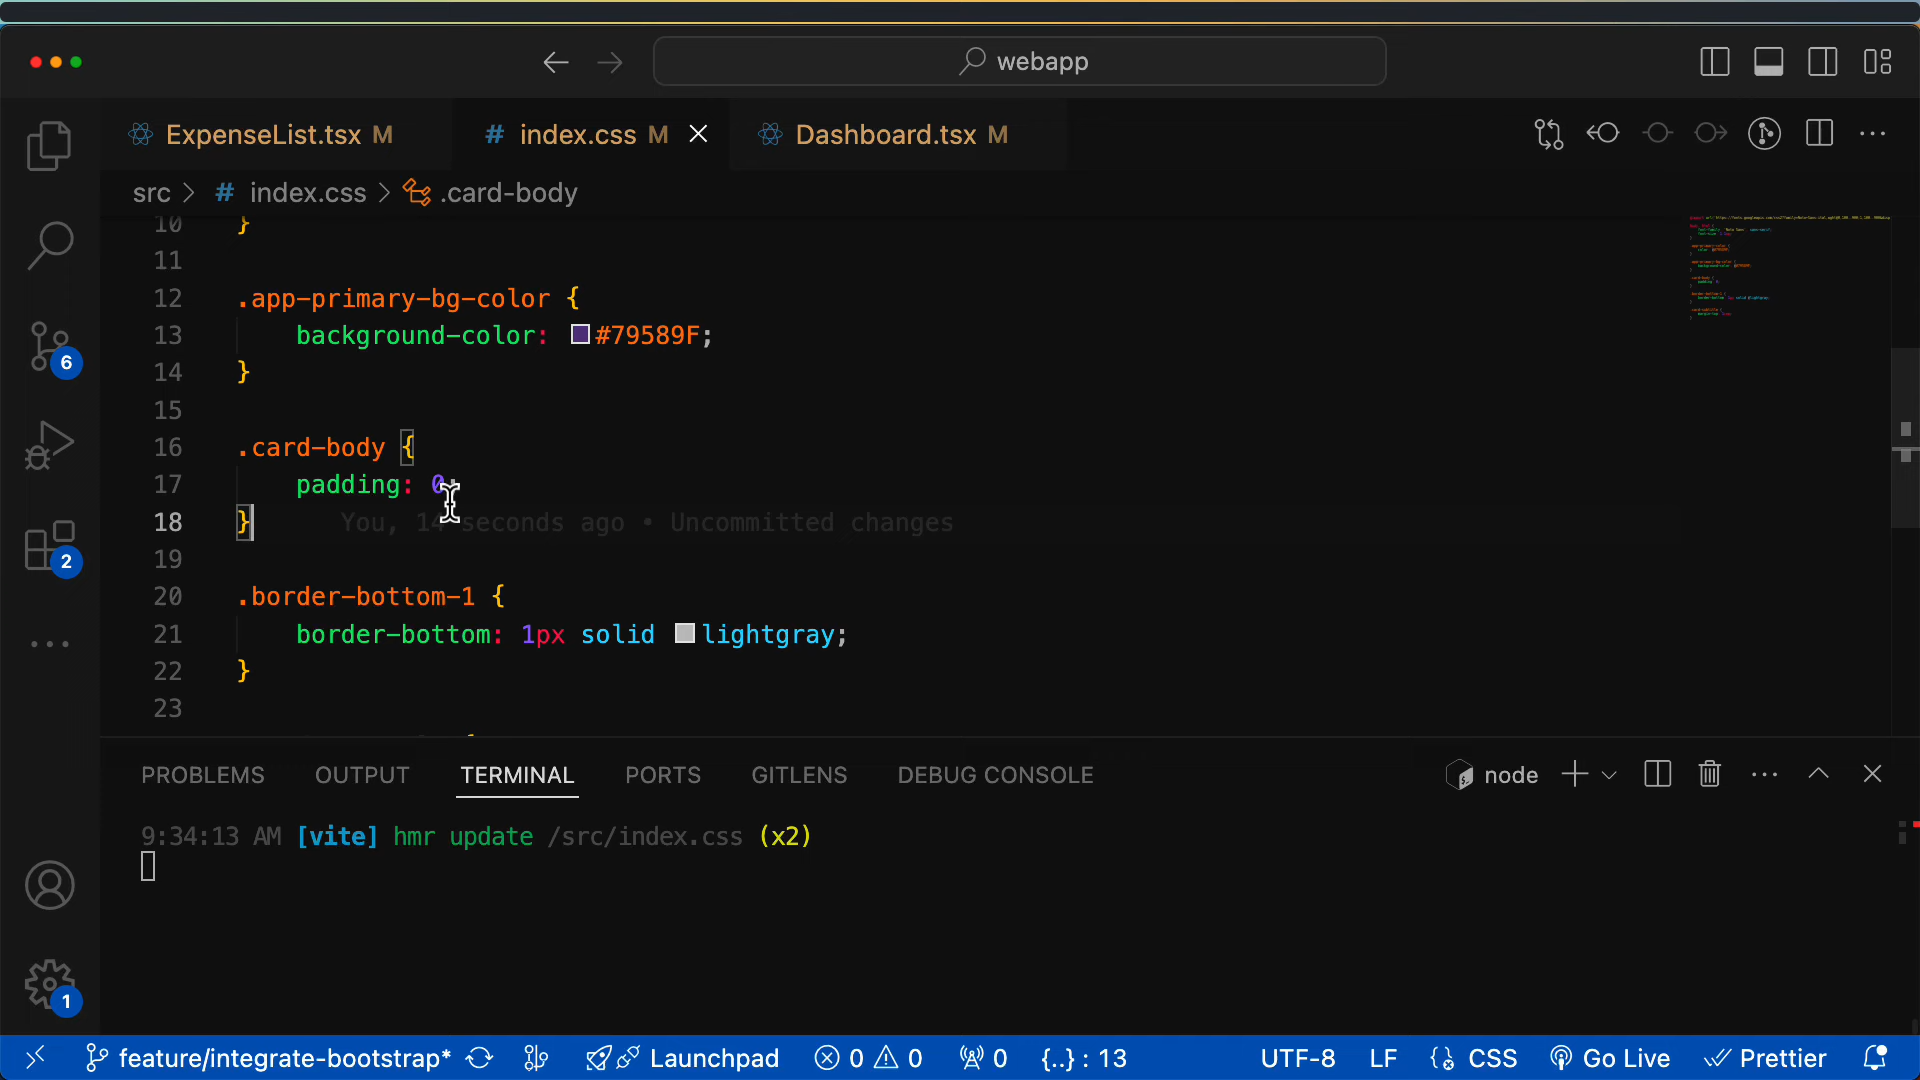 webapp
ExpenseList.tsx M
index.css M
Dashboard.tsx M
src > # index.css > .card-body
10 }
11
12 .app-primary-bg-color {
13 background-color: #79589F;
14 }
15
16 .card-body {
17 padding: 0;
18 } You, 14 seconds ago • Uncommitted changes
19
20 .border-bottom-1 {
21 border-bottom: 1px solid lightgray;
22 }
23
6
2
1
PROBLEMS OUTPUT TERMINAL PORTS GITLENS DEBUG CONSOLE
node
9:34:13 AM [vite] hmr update /src/index.css (x2)
feature/integrate-bootstrap* Launchpad 0 0 0 {..} : 13 UTF-8 LF CSS Go Live Prettier